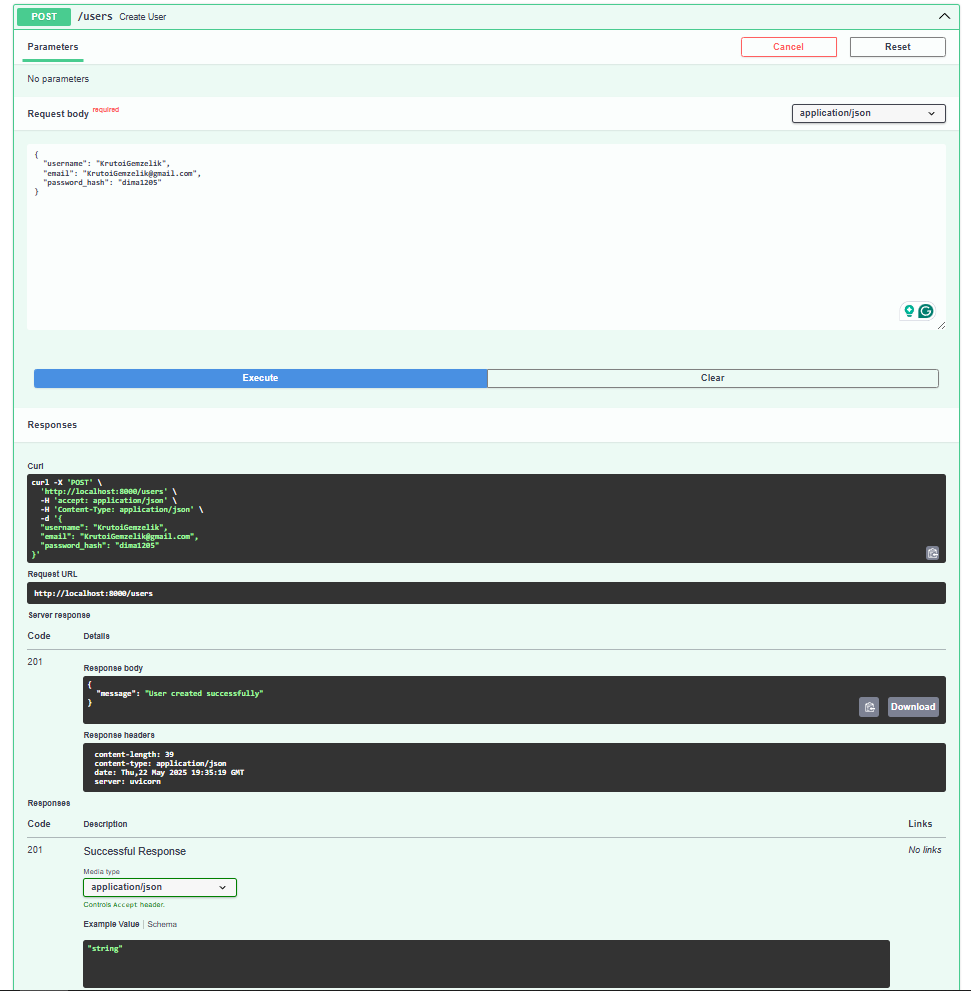 POST /users Create User
Parameters
Cancel
Reset
No parameters
Request body required
application/json
{
  "username": "KrutoiGemzelik",
  "email": "KrutoiGemzelik@gmail.com",
  "password_hash": "dima1205"
}
Execute
Clear
Responses
Curl
curl -X 'POST' \
  'http://localhost:8000/users' \
  -H 'accept: application/json' \
  -H 'Content-Type: application/json' \
  -d '{
  "username": "KrutoiGemzelik",
  "email": "KrutoiGemzelik@gmail.com",
  "password_hash": "dima1205"
}'
Request URL
http://localhost:8000/users
Server response
Code Details
201
Response body
{
  "message": "User created successfully"
}
Download
Response headers
content-length: 39
content-type: application/json
date: Thu,22 May 2025 19:35:19 GMT
server: uvicorn
Responses
Code Description Links
201 Successful Response No links
Media type
application/json
Controls Accept header.
Example Value | Schema
"string"